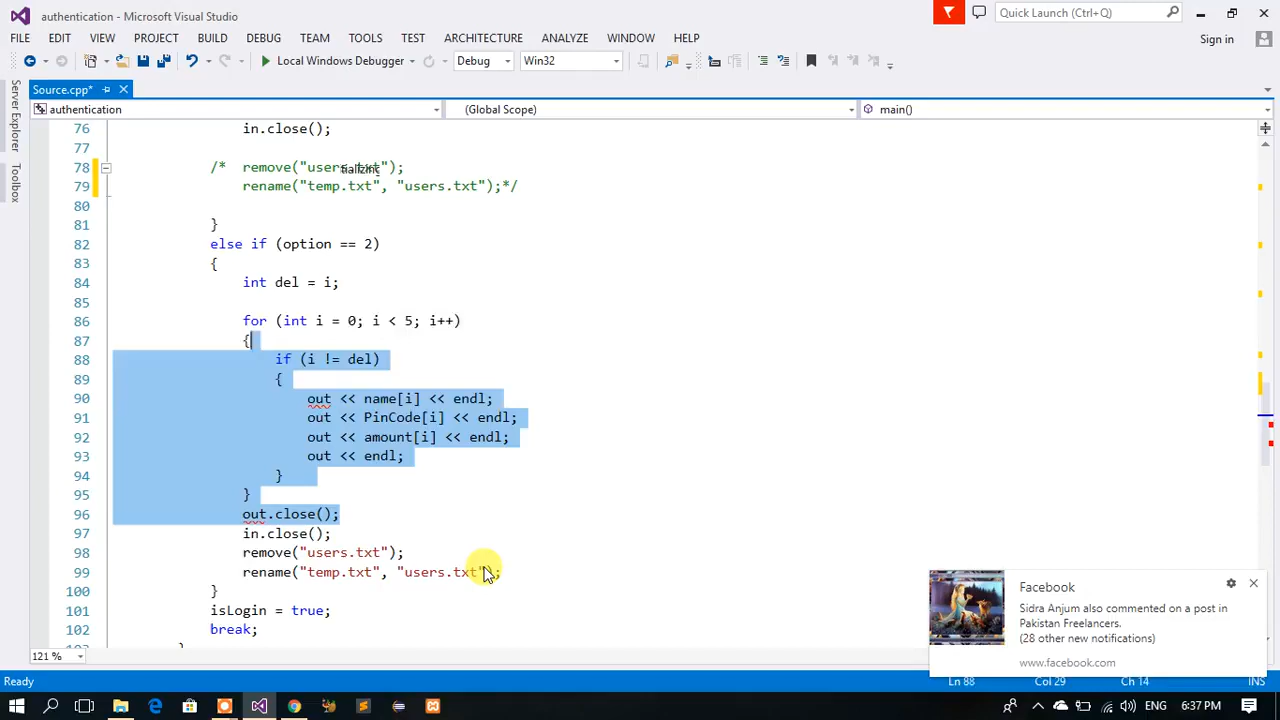 authentication - Microsoft Visual Studio
Quick Launch (Ctrl+Q)
FILE EDIT VIEW PROJECT BUILD DEBUG TEAM TOOLS TEST ARCHITECTURE ANALYZE WINDOW HELP
Sign in
Local Windows Debugger Debug Win32
Server Explorer
Toolbox
Source.cpp*
authentication (Global Scope) main()
76 in.close();
77
78 /* remove("users.txt");
tializing
79 rename("temp.txt", "users.txt");*/
80
81 }
82 else if (option == 2)
83 {
84 int del = i;
85
86 for (int i = 0; i < 5; i++)
87 {
88 if (i != del)
89 {
90 out << name[i] << endl;
91 out << PinCode[i] << endl;
92 out << amount[i] << endl;
93 out << endl;
94 }
95 }
96 out.close();
97 in.close();
98 remove("users.txt");
99 rename("temp.txt", "users.txt");
100 }
101 isLogin = true;
102 break;
121 %
Facebook
Sidra Anjum also commented on a post in
Pakistan Freelancers.
(28 other new notifications)
www.facebook.com
Ready Ln 88 Col 29 Ch 14 INS
ENG 6:37 PM